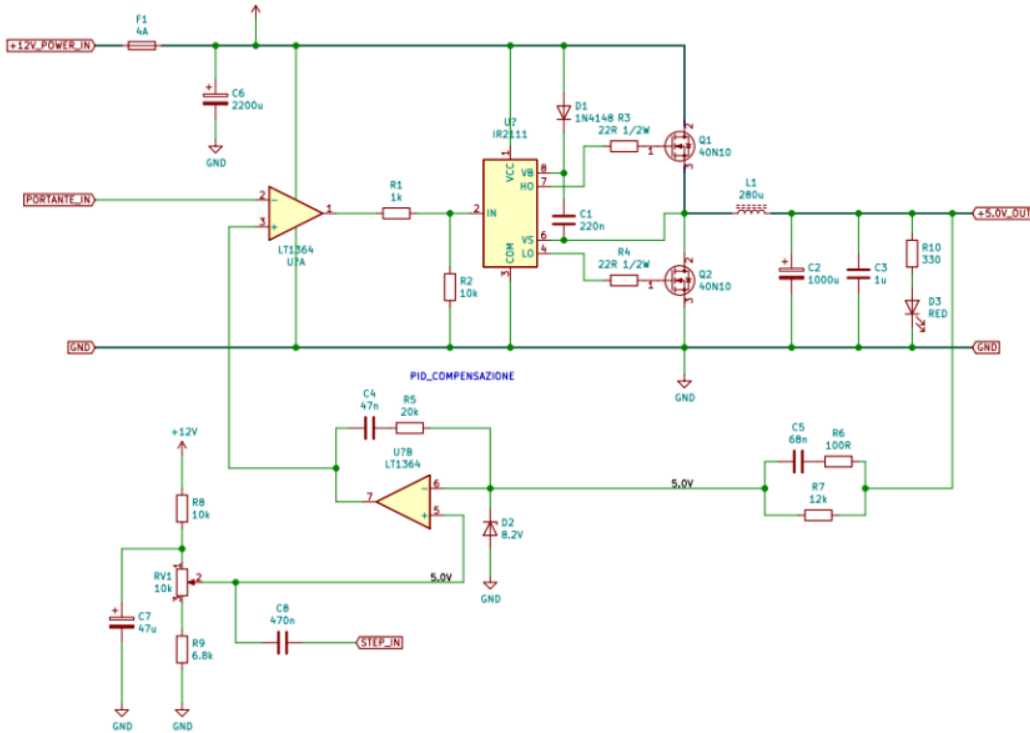 F1
4A
+12V_POWER_IN
C6
2200u
GND
D1
1N4148
R3
22R 1/2W
U?
IR2111
1
VCC
VB
8
HO
7
2
1
3
Q1
40N10
PORTANTE_IN
2
-
3
+
1
LT1364
U?A
R1
1k
2
IN
R2
10k
C1
220n
VS
6
LO
4
COM
3
R4
22R 1/2W
2
1
3
Q2
40N10
L1
280u
+5.0V_OUT
C2
1000u
C3
1u
R10
330
D3
RED
GND
GND
GND
PID_COMPENSAZIONE
C4
47n
R5
20k
U?B
LT1364
7
-
6
+
5
5.0V
C5
68n
R6
100R
R7
12k
D2
8.2V
GND
+12V
R8
10k
RV1
10k
1
2
3
5.0V
C7
47u
R9
6.8k
C8
470n
STEP_IN
GND
GND